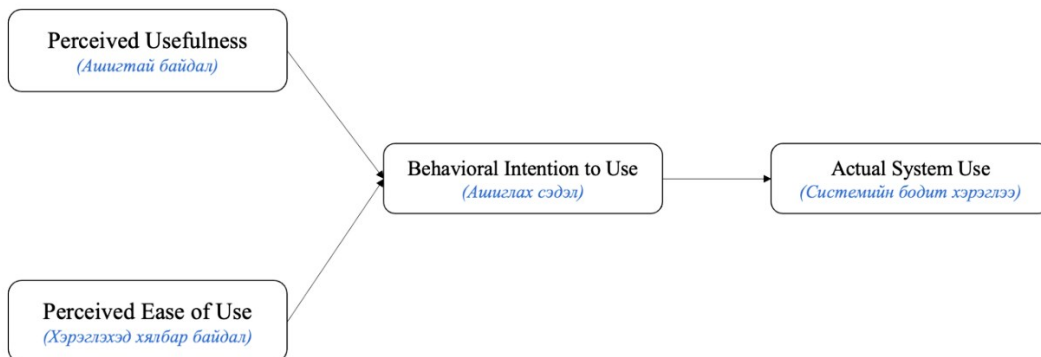 Perceived Usefulness
(Ашигтай байдал)
Behavioral Intention to Use
(Ашиглах сэдэл)
Actual System Use
(Системийн бодит хэрэглээ)
Perceived Ease of Use
(Хэрэглэхэд хялбар байдал)